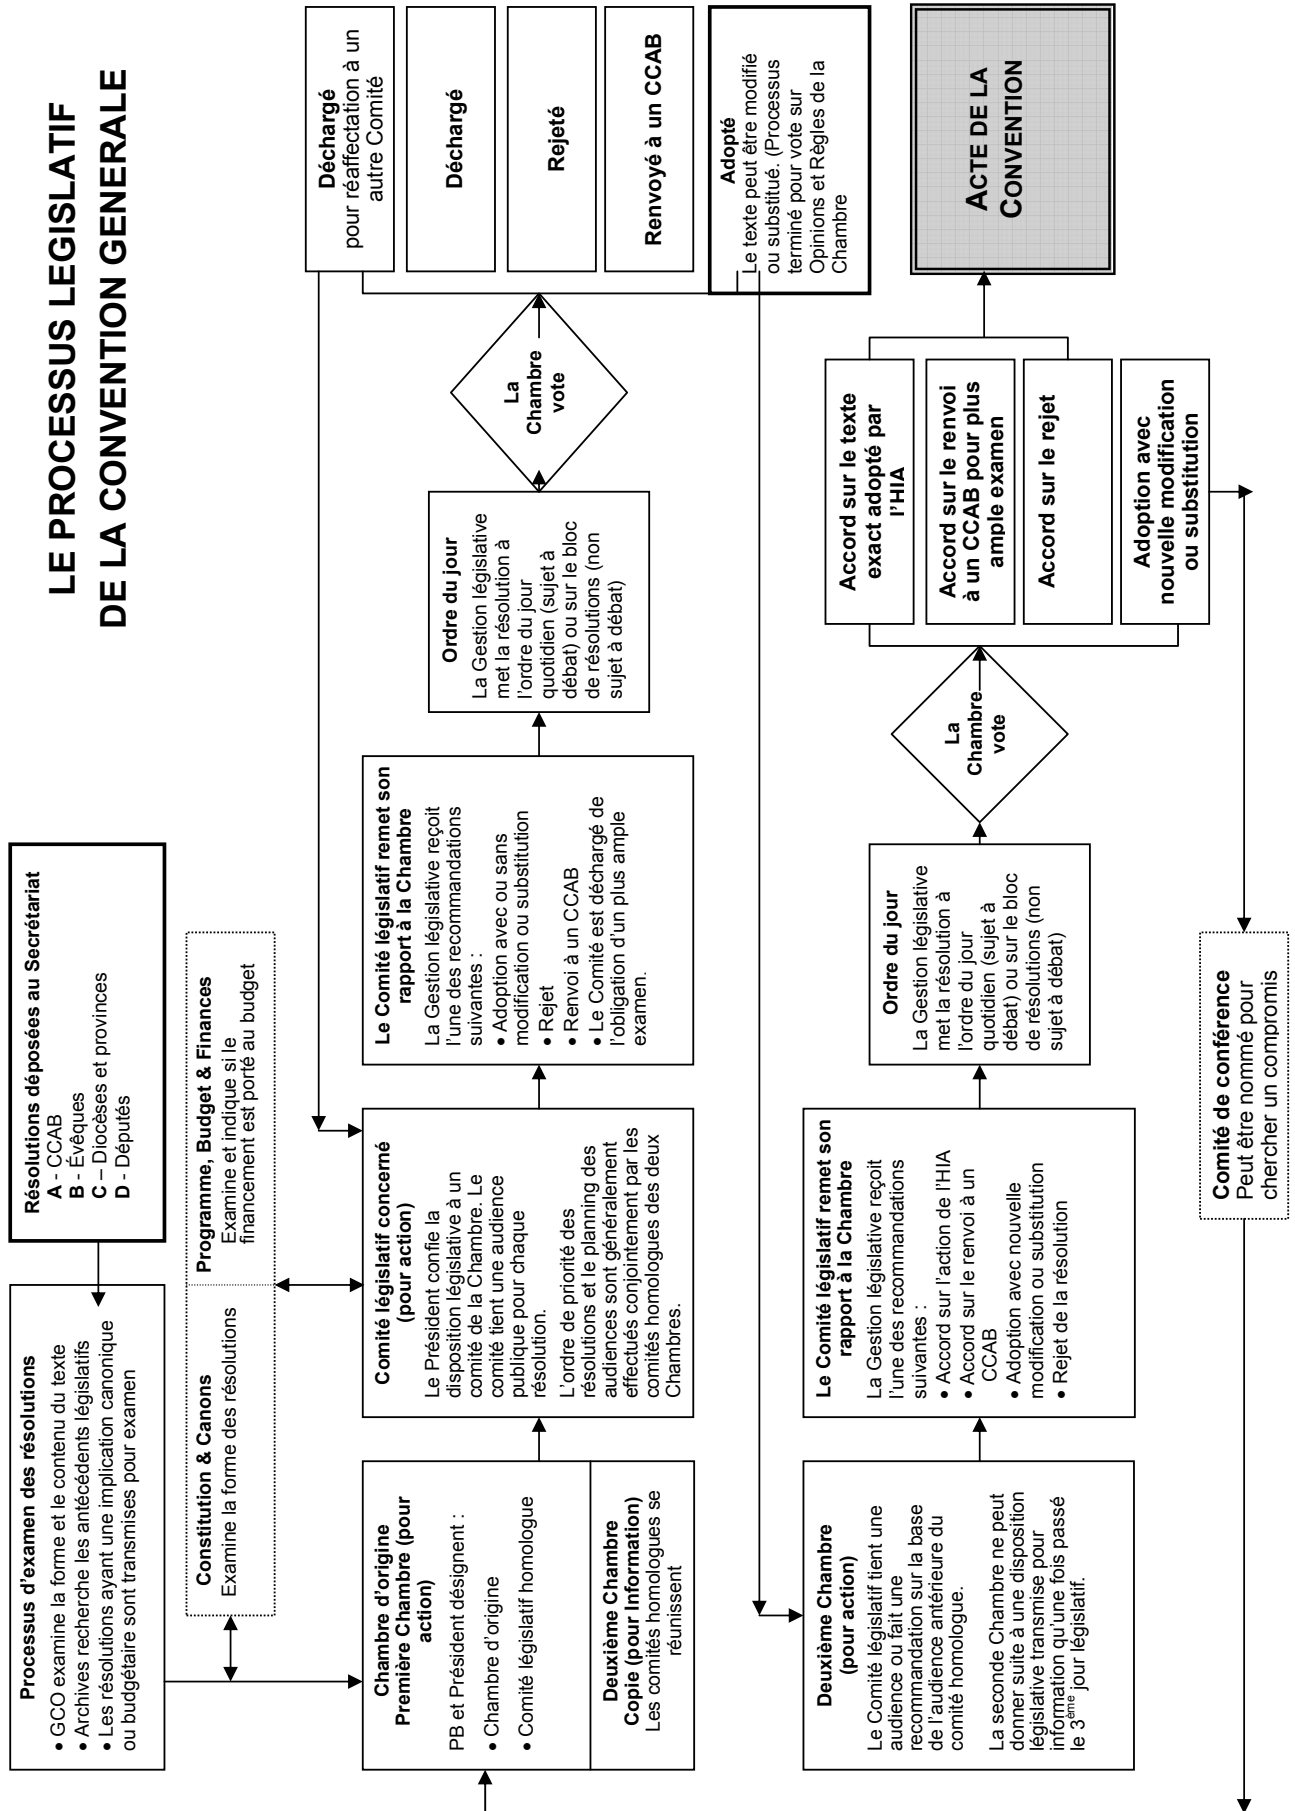 LE PROCESSUS LEGISLATIF
DE LA CONVENTION GENERALE
Résolutions déposées au Secrétariat
A - CCAB
B - Évêques
C – Diocèses et provinces
D - Députés
Processus d’examen des résolutions
• GCO examine la forme et le contenu du texte
• Archives recherche les antécédents législatifs
• Les résolutions ayant une implication canonique
ou budgétaire sont transmises pour examen
Constitution & Canons
Examine la forme des résolutions
Programme, Budget & Finances
Examine et indique si le
financement est porté au budget
Chambre d’origine
Première Chambre (pour
action)
PB et Président désignent :
• Chambre d’origine
• Comité législatif homologue
Deuxième Chambre
Copie (pour Information)
Les comités homologues se
réunissent
Comité législatif concerné
(pour action)
Le Président confie la
disposition législative à un
comité de la Chambre. Le
comité tient une audience
publique pour chaque
résolution.
L’ordre de priorité des
résolutions et le planning des
audiences sont généralement
effectués conjointement par les
comités homologues des deux
Chambres.
Le Comité législatif remet son
rapport à la Chambre
La Gestion législative reçoit
l’une des recommandations
suivantes :
• Adoption avec ou sans
modification ou substitution
• Rejet
• Renvoi à un CCAB
• Le Comité est déchargé de
l’obligation d’un plus ample
examen.
Ordre du jour
La Gestion législative
met la résolution à
l’ordre du jour
quotidien (sujet à
débat) ou sur le bloc
de résolutions (non
sujet à débat)
La
Chambre
vote
Déchargé
pour réaffectation à un
autre Comité
Déchargé
Rejeté
Renvoyé à un CCAB
Adopté
Le texte peut être modifié
ou substitué. (Processus
terminé pour vote sur
Opinions et Règles de la
Chambre
Deuxième Chambre
(pour action)
Le Comité législatif tient une
audience ou fait une
recommandation sur la base
de l’audience antérieure du
comité homologue.
La seconde Chambre ne peut
donner suite à une disposition
législative transmise pour
information qu’une fois passé
le 3ème jour législatif.
Le Comité législatif remet son
rapport à la Chambre
La Gestion législative reçoit
l’une des recommandations
suivantes :
• Accord sur l’action de l’HIA
• Accord sur le renvoi à un
CCAB
• Adoption avec nouvelle
modification ou substitution
• Rejet de la résolution
Ordre du jour
La Gestion législative
met la résolution à
l’ordre du jour
quotidien (sujet à
débat) ou sur le bloc
de résolutions (non
sujet à débat)
La
Chambre
vote
Accord sur le texte
exact adopté par
l’HIA
Accord sur le renvoi
à un CCAB pour plus
ample examen
Accord sur le rejet
Adoption avec
nouvelle modification
ou substitution
ACTE DE LA
CONVENTION
Comité de conférence
Peut être nommé pour
chercher un compromis